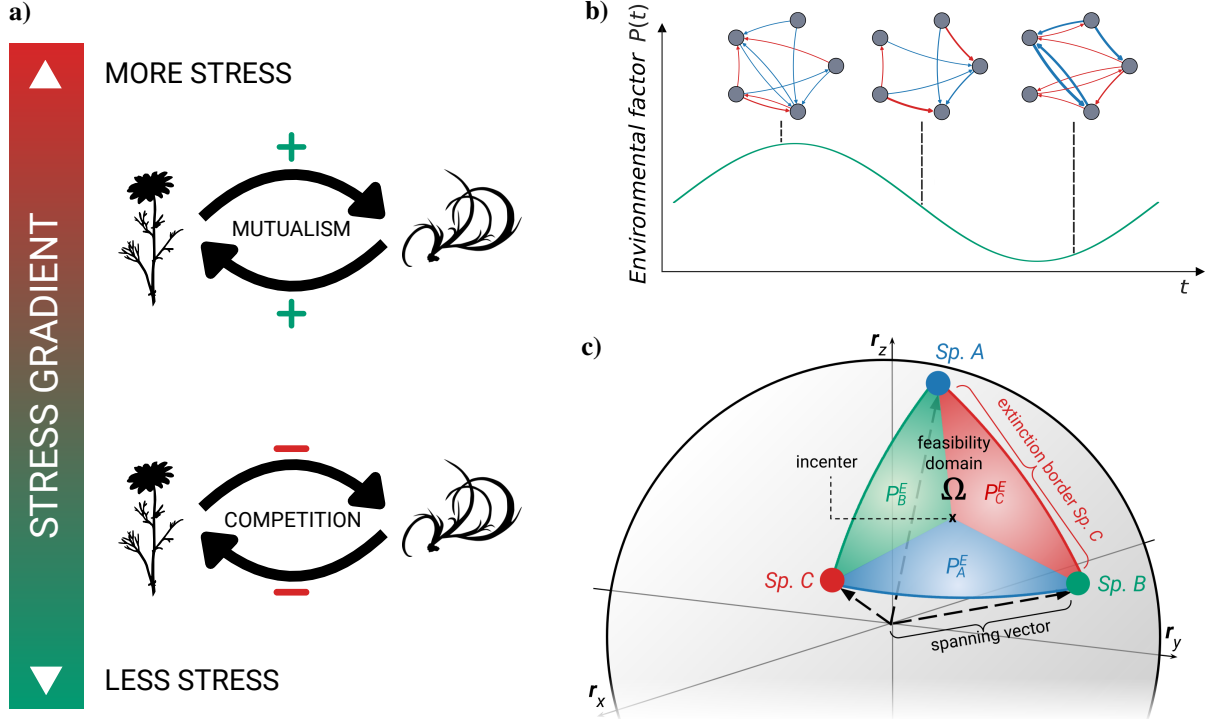 a)
MORE STRESS
STRESS GRADIENT
+
MUTUALISM
+
−
COMPETITION
−
LESS STRESS
b)
Environmental factor P(t)
t
c)
r_z
Sp. A
extinction border Sp. C
feasibility
domain
Ω
incenter
P_B^E
P_C^E
x
P_A^E
Sp. C
Sp. B
spanning vector
r_y
r_x